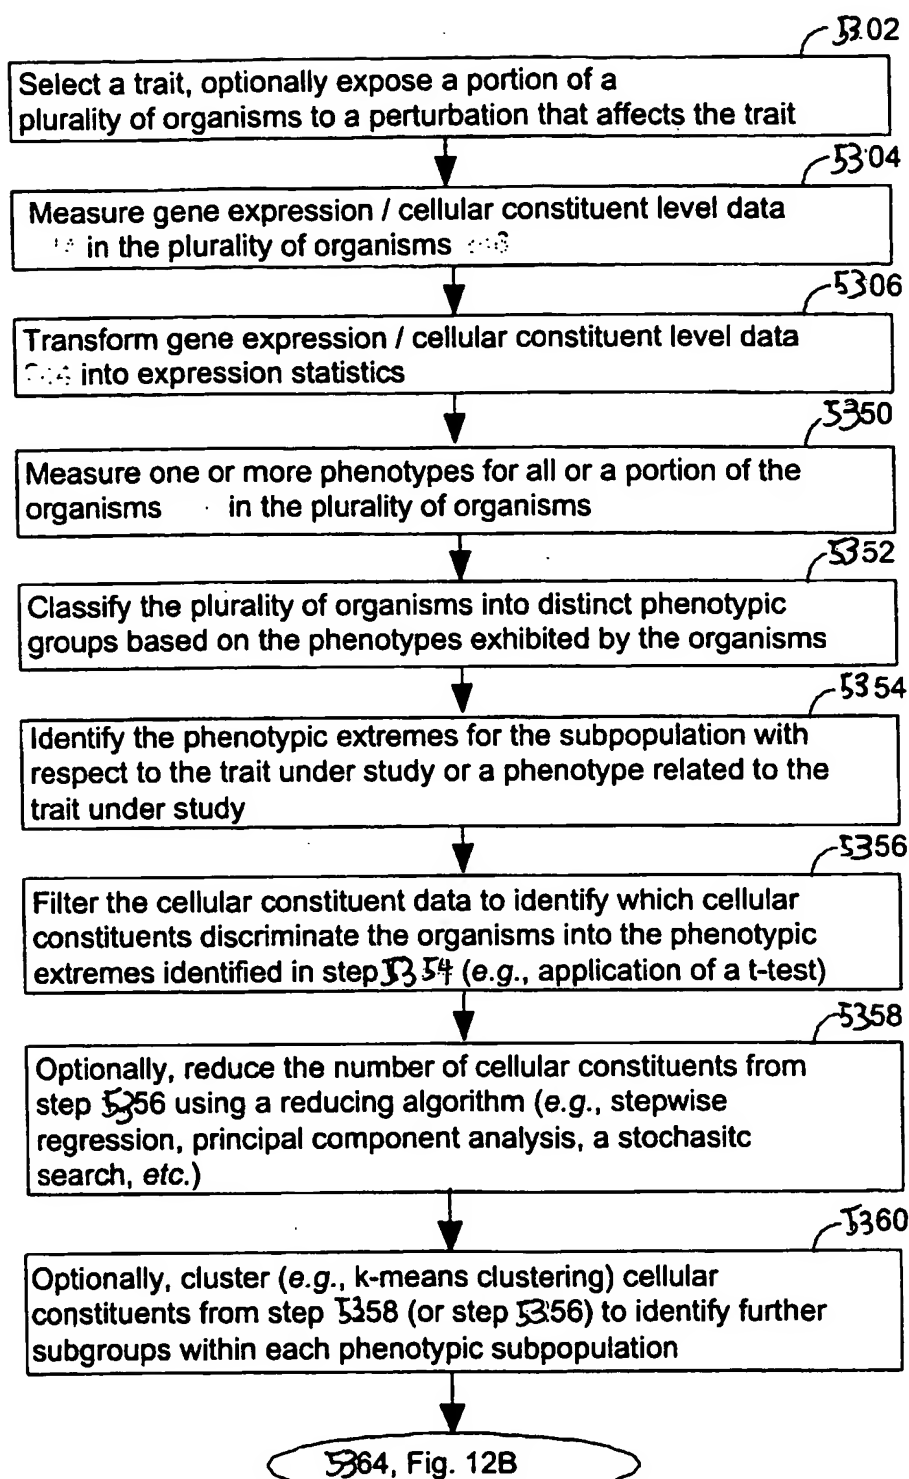 5302
Select a trait, optionally expose a portion of a
plurality of organisms to a perturbation that affects the trait
5304
Measure gene expression / cellular constituent level data
in the plurality of organisms
5306
Transform gene expression / cellular constituent level data
into expression statistics
5350
Measure one or more phenotypes for all or a portion of the
organisms in the plurality of organisms
5352
Classify the plurality of organisms into distinct phenotypic
groups based on the phenotypes exhibited by the organisms
5354
Identify the phenotypic extremes for the subpopulation with
respect to the trait under study or a phenotype related to the
trait under study
5356
Filter the cellular constituent data to identify which cellular
constituents discriminate the organisms into the phenotypic
extremes identified in step 5354 (e.g., application of a t-test)
5358
Optionally, reduce the number of cellular constituents from
step 5356 using a reducing algorithm (e.g., stepwise
regression, principal component analysis, a stochasitc
search, etc.)
5360
Optionally, cluster (e.g., k-means clustering) cellular
constituents from step 5358 (or step 5356) to identify further
subgroups within each phenotypic subpopulation
5364, Fig. 12B